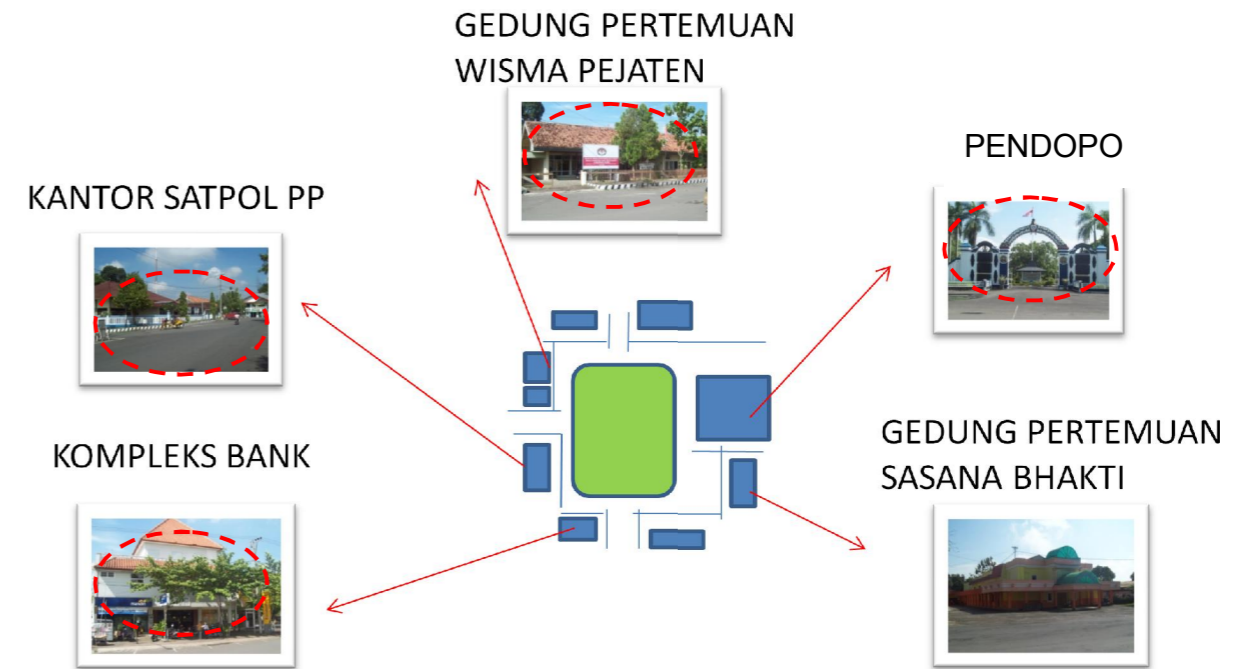 GEDUNG PERTEMUAN
WISMA PEJATEN
PENDOPO
KANTOR SATPOL PP
GEDUNG PERTEMUAN
SASANA BHAKTI
KOMPLEKS BANK